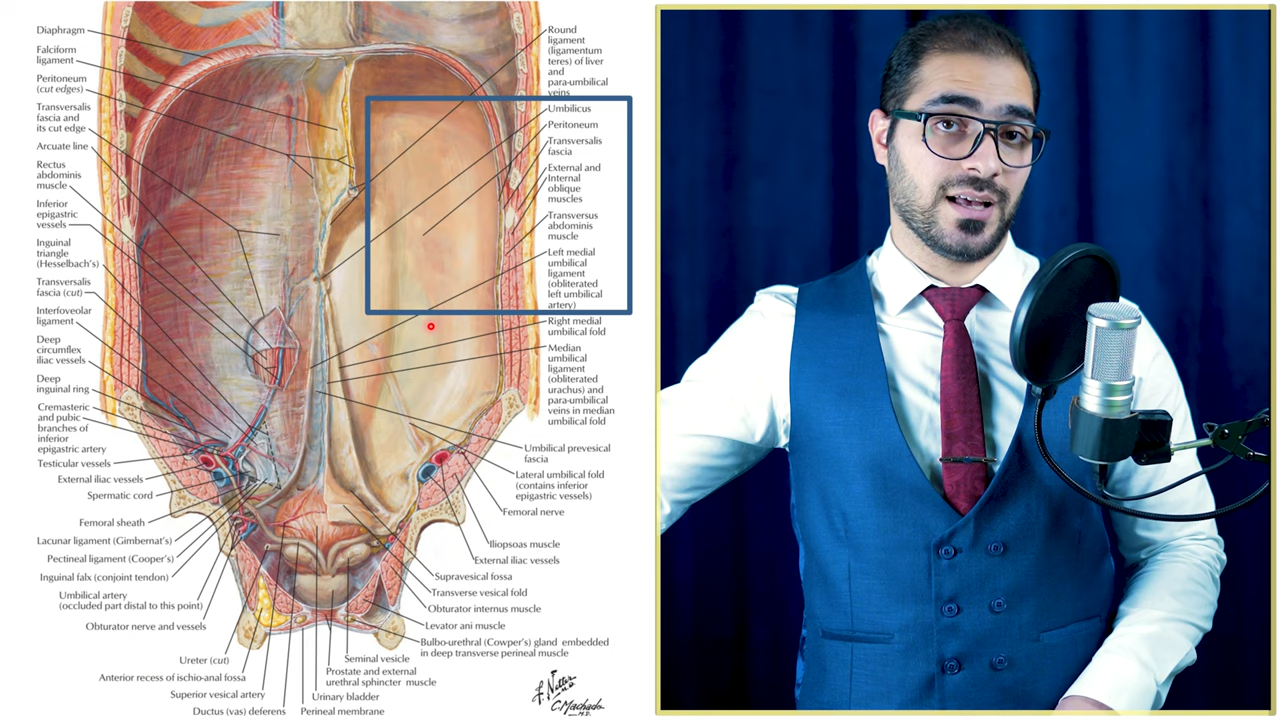 Diaphragm
Falciform
ligament
Peritoneum
(cut edges)
Transversalis
fascia and
its cut edge
Arcuate line
Rectus
abdominis
muscle
Inferior
epigastric
vessels
Inguinal
triangle
(Hesselbach's)
Transversalis
fascia (cut)
Interfoveolar
ligament
Deep
circumflex
iliac vessels
Deep
inguinal ring
Cremasteric
and pubic
branches of
inferior
epigastric artery
Testicular vessels
External iliac vessels
Spermatic cord
Femoral sheath
Lacunar ligament (Gimbernat's)
Pectineal ligament (Cooper's)
Inguinal falx (conjoint tendon)
Umbilical artery
(occluded part distal to this point)
Obturator nerve and vessels
Ureter (cut)
Anterior recess of ischio-anal fossa
Superior vesical artery
Ductus (vas) deferens
Round
ligament
(ligamentum
teres) of liver
and
para-umbilical
veins
Umbilicus
Peritoneum
Transversalis
fascia
External and
Internal
oblique
muscles
Transversus
abdominis
muscle
Left medial
umbilical
ligament
(obliterated
left umbilical
artery)
Right medial
umbilical fold
Median
umbilical
ligament
(obliterated
urachus) and
para-umbilical
veins in median
umbilical fold
Umbilical prevesical
fascia
Lateral umbilical fold
(contains inferior
epigastric vessels)
Femoral nerve
Iliopsoas muscle
External iliac vessels
Supravesical fossa
Transverse vesical fold
Obturator internus muscle
Levator ani muscle
Bulbo-urethral (Cowper's) gland embedded
in deep transverse perineal muscle
Seminal vesicle
Prostate and external
urethral sphincter muscle
Urinary bladder
Perineal membrane
F. Netter
M.D.
C. Machado
M.D.